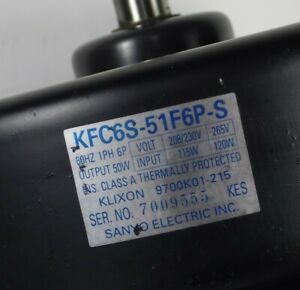 KFC6S-51F6P-S
60HZ 1PH 6P VOLT 208/230V 265V
OUTPUT 50W INPUT 115W 120W
INS. CLASS A THERMALLY PROTECTED
KLIXON 9700K01-215
SER. NO. 7009555 KES
SANYO ELECTRIC INC.